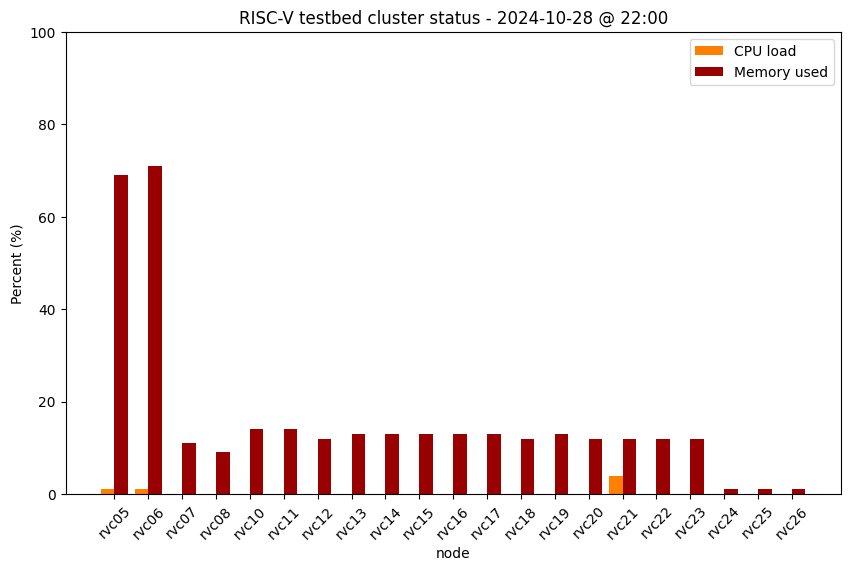 RISC-V testbed cluster status - 2024-10-28 @ 22:00
CPU load
Memory used
Percent (%)
100
80
60
40
20
0
rvc05
rvc06
rvc07
rvc08
rvc10
rvc11
rvc12
rvc13
rvc14
rvc15
rvc16
rvc17
rvc18
rvc19
rvc20
rvc21
rvc22
rvc23
rvc24
rvc25
rvc26
node